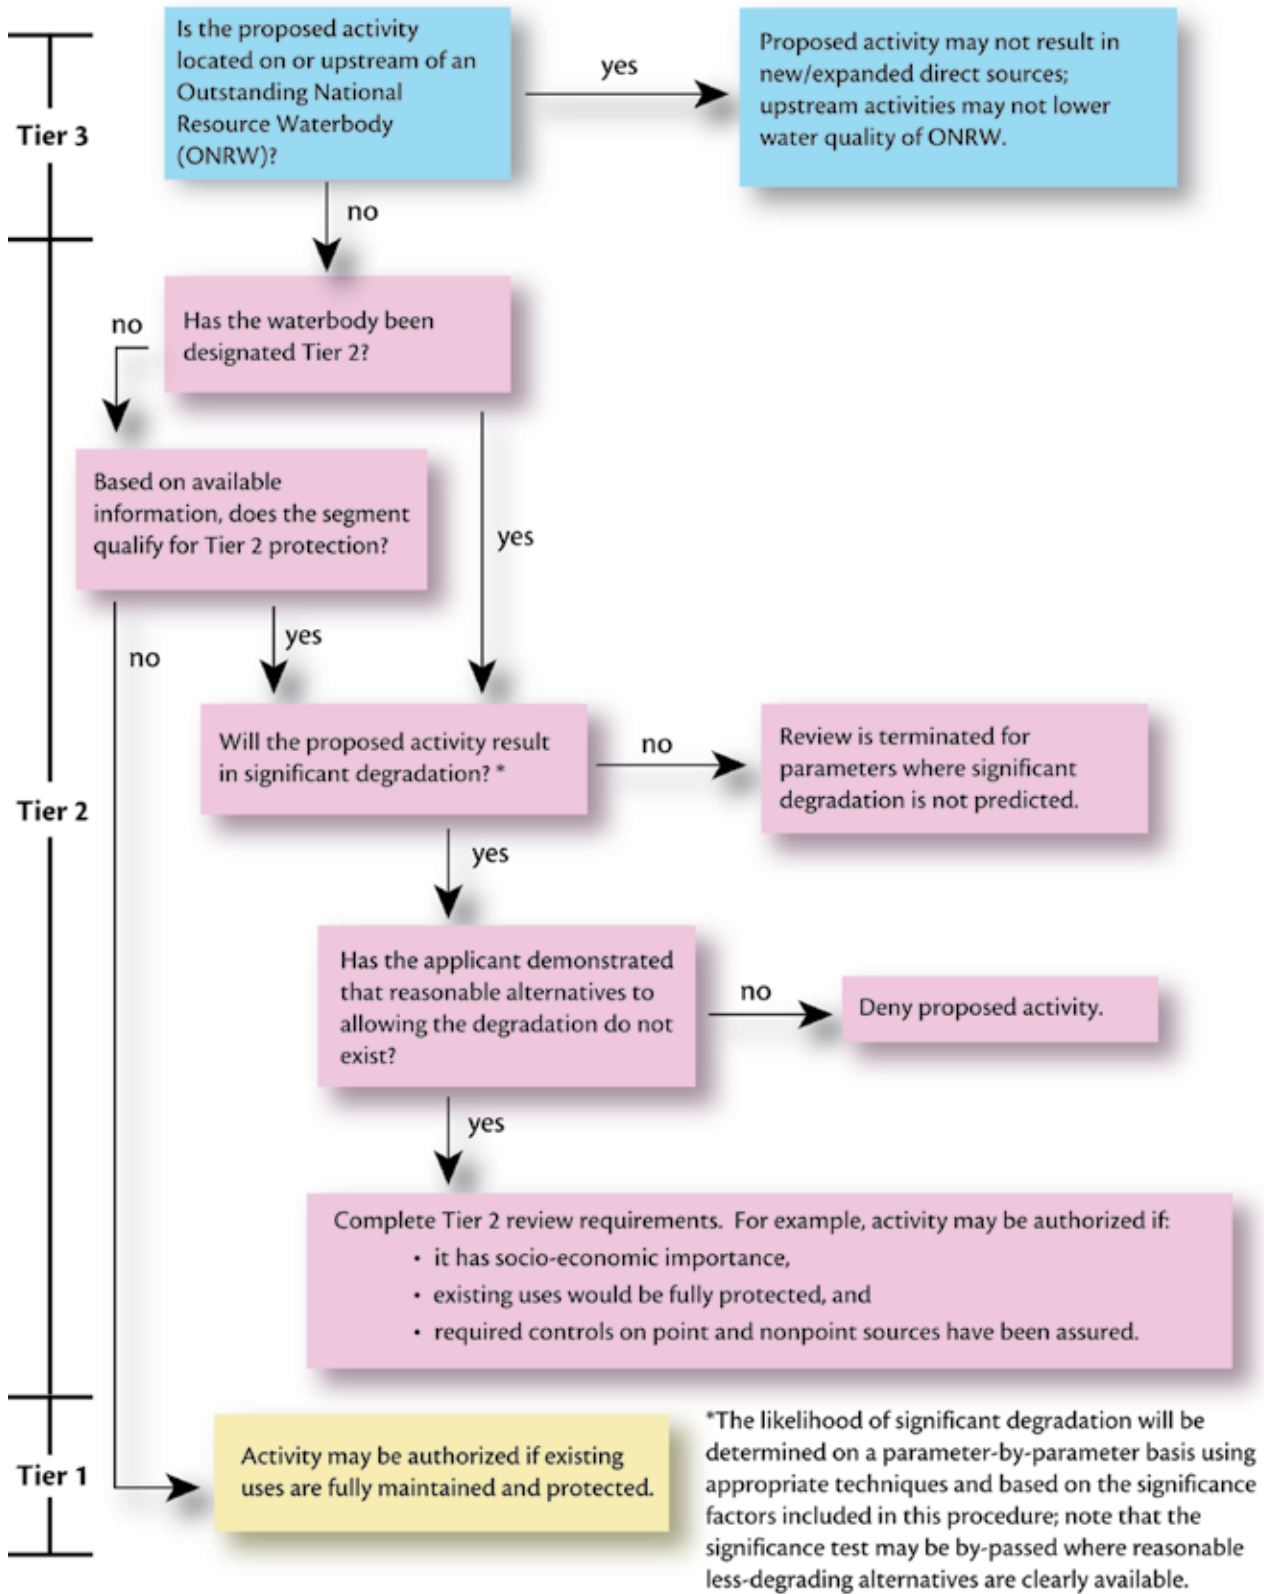 Is the proposed activity
located on or upstream of an
Outstanding National
Resource Waterbody
(ONRW)?
yes
Proposed activity may not result in
new/expanded direct sources;
upstream activities may not lower
water quality of ONRW.
Tier 3
no
Has the waterbody been
designated Tier 2?
no
Based on available
information, does the segment
qualify for Tier 2 protection?
yes
yes
no
Will the proposed activity result
in significant degradation? *
no
Review is terminated for
parameters where significant
degradation is not predicted.
Tier 2
yes
Has the applicant demonstrated
that reasonable alternatives to
allowing the degradation do not
exist?
no
Deny proposed activity.
yes
Complete Tier 2 review requirements. For example, activity may be authorized if:
• it has socio-economic importance,
• existing uses would be fully protected, and
• required controls on point and nonpoint sources have been assured.
Tier 1
Activity may be authorized if existing
uses are fully maintained and protected.
*The likelihood of significant degradation will be
determined on a parameter-by-parameter basis using
appropriate techniques and based on the significance
factors included in this procedure; note that the
significance test may be by-passed where reasonable
less-degrading alternatives are clearly available.